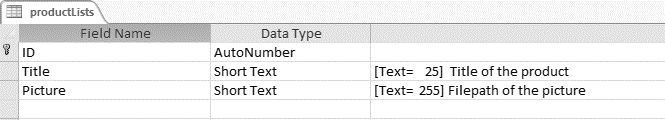 productLists
Field Name Data Type
ID AutoNumber
Title Short Text [Text= 25] Title of the product
Picture Short Text [Text= 255] Filepath of the picture